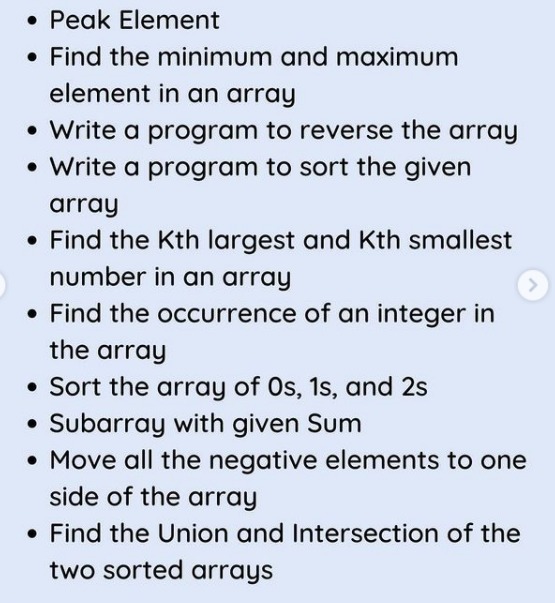 • Peak Element
• Find the minimum and maximum
element in an array
• Write a program to reverse the array
• Write a program to sort the given
array
• Find the Kth largest and Kth smallest
number in an array
• Find the occurrence of an integer in
the array
• Sort the array of 0s, 1s, and 2s
• Subarray with given Sum
• Move all the negative elements to one
side of the array
• Find the Union and Intersection of the
two sorted arrays